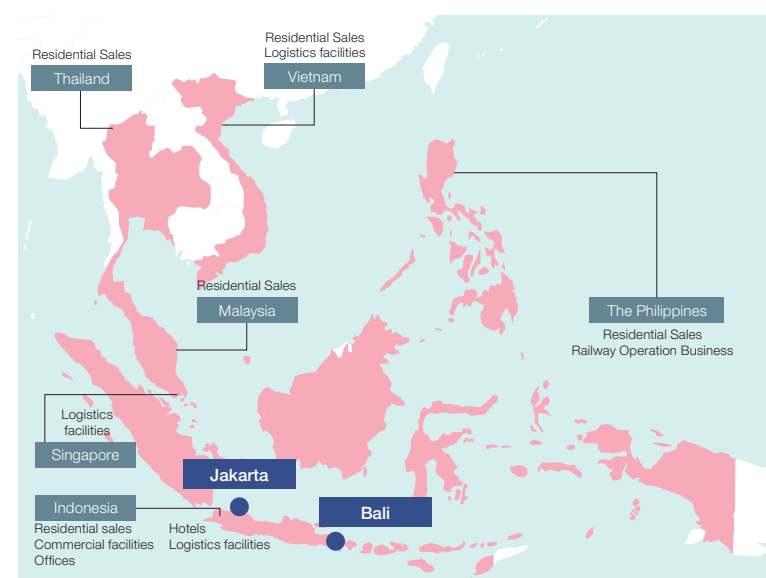 Residential Sales
Thailand
Residential Sales
Logistics facilities
Vietnam
Residential Sales
Malaysia
The Philippines
Residential Sales
Railway Operation Business
Logistics
facilities
Singapore
Jakarta
Bali
Indonesia
Residential sales
Commercial facilities
Offices
Hotels
Logistics facilities